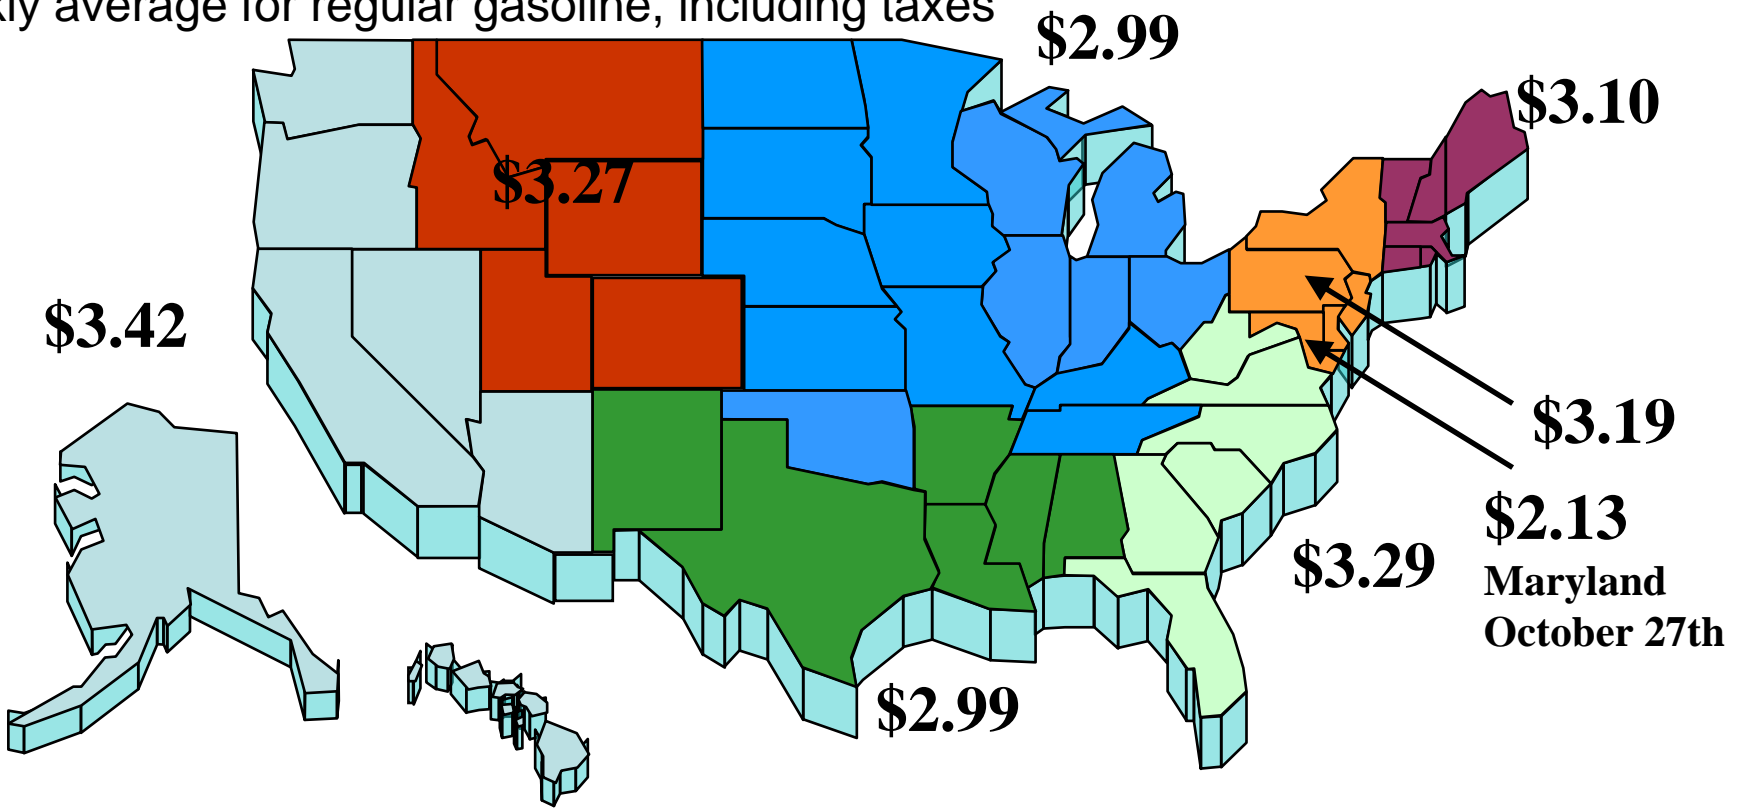 average for regular gasoline, including taxes
$2.99
$3.10
$3.27
$3.42
$3.19
$2.13
Maryland
October 27th
$3.29
$2.99